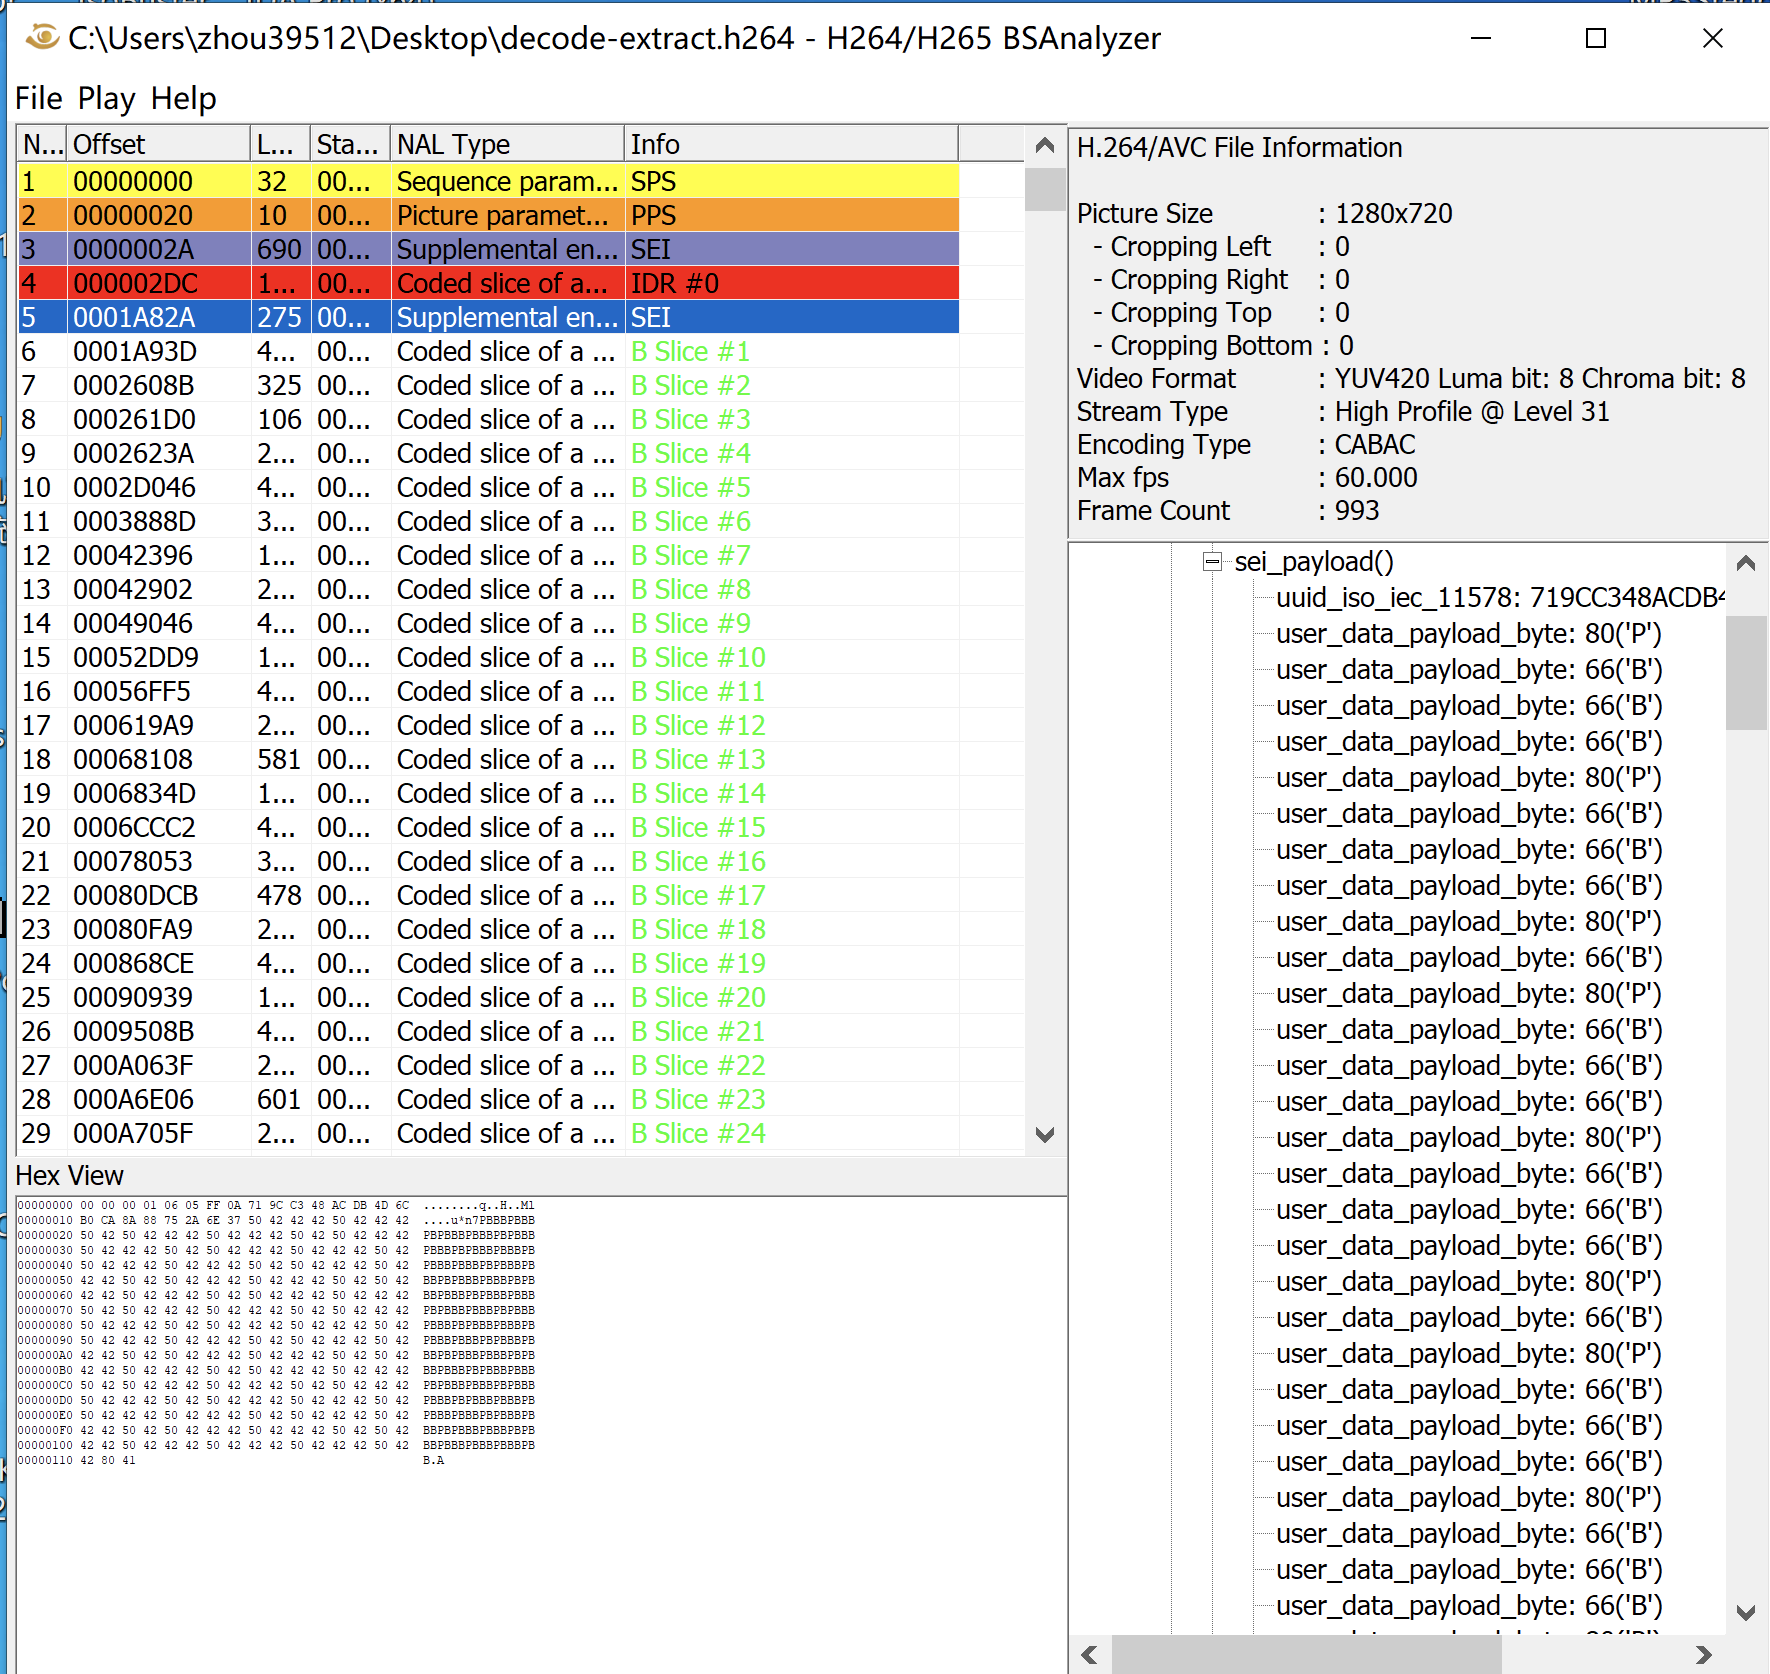 C:\Users\zhou39512\Desktop\decode-extract.h264 - H264/H265 BSAnalyzer
File Play Help
N... Offset L... Sta... NAL Type Info
1 00000000 32 00... Sequence param... SPS
2 00000020 10 00... Picture paramet... PPS
3 0000002A 690 00... Supplemental en... SEI
4 000002DC 1... 00... Coded slice of a... IDR #0
5 0001A82A 275 00... Supplemental en... SEI
6 0001A93D 4... 00... Coded slice of a ... B Slice #1
7 0002608B 325 00... Coded slice of a ... B Slice #2
8 000261D0 106 00... Coded slice of a ... B Slice #3
9 0002623A 2... 00... Coded slice of a ... B Slice #4
10 0002D046 4... 00... Coded slice of a ... B Slice #5
11 0003888D 3... 00... Coded slice of a ... B Slice #6
12 00042396 1... 00... Coded slice of a ... B Slice #7
13 00042902 2... 00... Coded slice of a ... B Slice #8
14 00049046 4... 00... Coded slice of a ... B Slice #9
15 00052DD9 1... 00... Coded slice of a ... B Slice #10
16 00056FF5 4... 00... Coded slice of a ... B Slice #11
17 000619A9 2... 00... Coded slice of a ... B Slice #12
18 00068108 581 00... Coded slice of a ... B Slice #13
19 0006834D 1... 00... Coded slice of a ... B Slice #14
20 0006CCC2 4... 00... Coded slice of a ... B Slice #15
21 00078053 3... 00... Coded slice of a ... B Slice #16
22 00080DCB 478 00... Coded slice of a ... B Slice #17
23 00080FA9 2... 00... Coded slice of a ... B Slice #18
24 000868CE 4... 00... Coded slice of a ... B Slice #19
25 00090939 1... 00... Coded slice of a ... B Slice #20
26 0009508B 4... 00... Coded slice of a ... B Slice #21
27 000A063F 2... 00... Coded slice of a ... B Slice #22
28 000A6E06 601 00... Coded slice of a ... B Slice #23
29 000A705F 2... 00... Coded slice of a ... B Slice #24
Hex View
00000000 00 00 00 01 06 05 FF 0A 71 9C C3 48 AC DB 4D 6C ........q..H..Ml
00000010 B0 CA 8A 88 75 2A 6E 37 50 42 42 42 50 42 42 42 ....u*n7PBBBPBBB
00000020 50 42 50 42 42 42 50 42 42 42 50 42 50 42 42 42 PBPBBBPBBBPBPBBB
00000030 50 42 42 42 50 42 50 42 42 42 50 42 42 42 50 42 PBBBPBPBBBPBBBPB
00000040 50 42 42 42 50 42 42 42 50 42 50 42 42 42 50 42 PBBBPBBBPBPBBBPB
00000050 42 42 50 42 50 42 42 42 50 42 42 42 50 42 50 42 BBPBPBBBPBBBPBPB
00000060 42 42 50 42 42 42 50 42 50 42 42 42 50 42 42 42 BBPBBBPBPBBBPBBB
00000070 50 42 50 42 42 42 50 42 42 42 50 42 50 42 42 42 PBPBBBPBBBPBPBBB
00000080 50 42 42 42 50 42 50 42 42 42 50 42 42 42 50 42 PBBBPBPBBBPBBBPB
00000090 50 42 42 42 50 42 42 42 50 42 50 42 42 42 50 42 PBBBPBBBPBPBBBPB
000000A0 42 42 50 42 50 42 42 42 50 42 42 42 50 42 50 42 BBPBPBBBPBBBPBPB
000000B0 42 42 50 42 42 42 50 42 50 42 42 42 50 42 42 42 BBPBBBPBPBBBPBBB
000000C0 50 42 50 42 42 42 50 42 42 42 50 42 50 42 42 42 PBPBBBPBBBPBPBBB
000000D0 50 42 42 42 50 42 50 42 42 42 50 42 42 42 50 42 PBBBPBPBBBPBBBPB
000000E0 50 42 42 42 50 42 42 42 50 42 50 42 42 42 50 42 PBBBPBBBPBPBBBPB
000000F0 42 42 50 42 50 42 42 42 50 42 42 42 50 42 50 42 BBPBPBBBPBBBPBPB
00000100 42 42 50 42 42 42 50 42 42 42 50 42 42 42 50 42 BBPBBBPBBBPBBBPB
00000110 42 80 41 B.A
H.264/AVC File Information
Picture Size : 1280x720
- Cropping Left : 0
- Cropping Right : 0
- Cropping Top : 0
- Cropping Bottom : 0
Video Format : YUV420 Luma bit: 8 Chroma bit: 8
Stream Type : High Profile @ Level 31
Encoding Type : CABAC
Max fps : 60.000
Frame Count : 993
sei_payload()
uuid_iso_iec_11578: 719CC348ACDB4
user_data_payload_byte: 80('P')
user_data_payload_byte: 66('B')
user_data_payload_byte: 66('B')
user_data_payload_byte: 66('B')
user_data_payload_byte: 80('P')
user_data_payload_byte: 66('B')
user_data_payload_byte: 66('B')
user_data_payload_byte: 66('B')
user_data_payload_byte: 80('P')
user_data_payload_byte: 66('B')
user_data_payload_byte: 80('P')
user_data_payload_byte: 66('B')
user_data_payload_byte: 66('B')
user_data_payload_byte: 66('B')
user_data_payload_byte: 80('P')
user_data_payload_byte: 66('B')
user_data_payload_byte: 66('B')
user_data_payload_byte: 66('B')
user_data_payload_byte: 80('P')
user_data_payload_byte: 66('B')
user_data_payload_byte: 80('P')
user_data_payload_byte: 66('B')
user_data_payload_byte: 66('B')
user_data_payload_byte: 66('B')
user_data_payload_byte: 80('P')
user_data_payload_byte: 66('B')
user_data_payload_byte: 66('B')
user_data_payload_byte: 66('B')